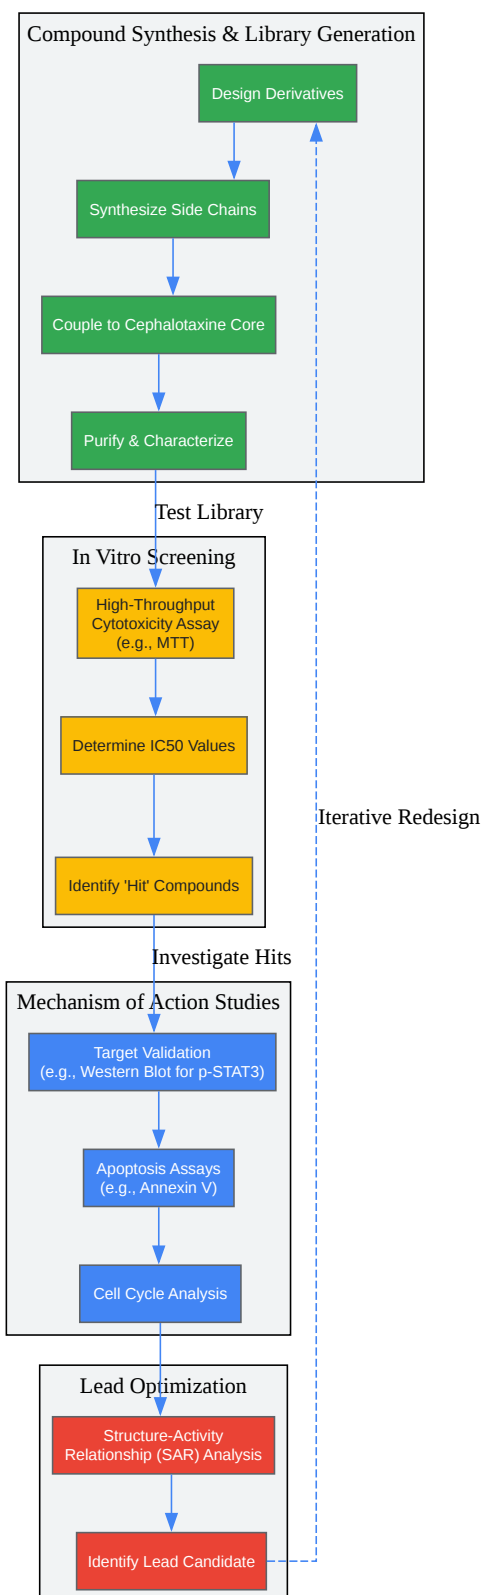 Compound Synthesis & Library Generation
Design Derivatives
Synthesize Side Chains
Couple to Cephalotaxine Core
Purify & Characterize
Test Library
In Vitro Screening
High-Throughput
Cytotoxicity Assay
(e.g., MTT)
Determine IC50 Values
Iterative Redesign
Identify 'Hit' Compounds
Investigate Hits
Mechanism of Action Studies
Target Validation
(e.g., Western Blot for p-STAT3)
Apoptosis Assays
(e.g., Annexin V)
Cell Cycle Analysis
Lead Optimization
Structure-Activity
Relationship (SAR) Analysis
Identify Lead Candidate